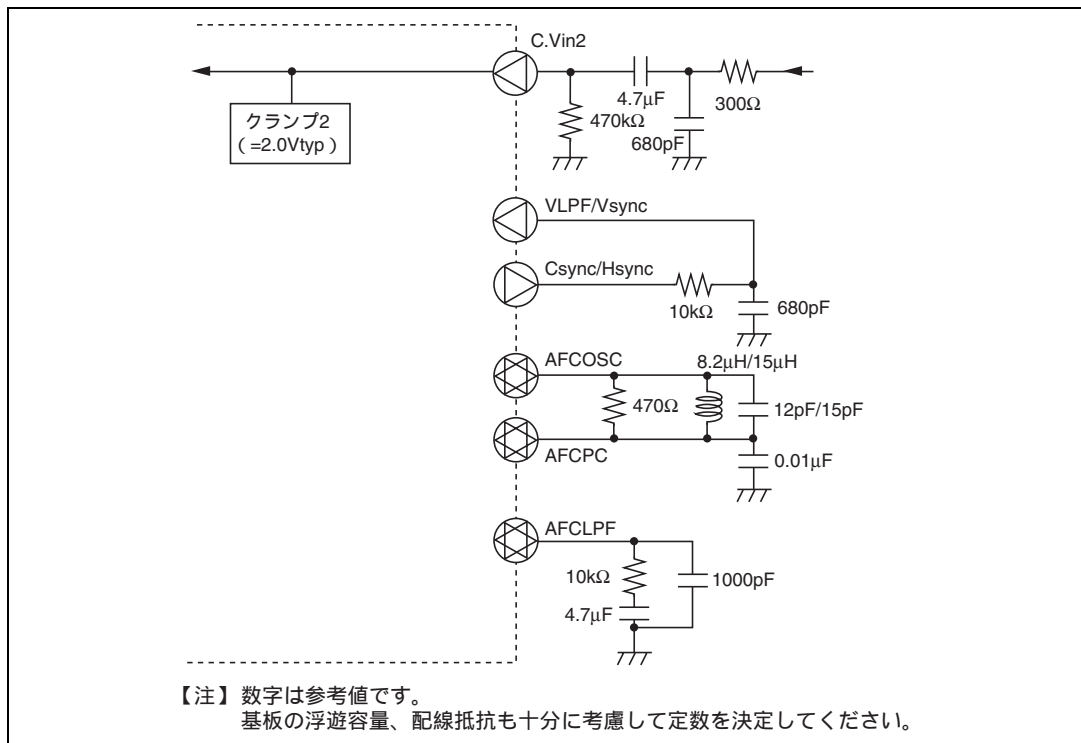 C.Vin2
4.7μF
300Ω
クランプ2
( =2.0Vtyp )
470kΩ
680pF
VLPF/Vsync
Csync/Hsync
10kΩ
680pF
AFCOSC
8.2μH/15μH
470Ω
12pF/15pF
AFCPC
0.01μF
AFCLPF
10kΩ
1000pF
4.7μF
【注】 数字は参考値です。
基板の浮遊容量、配線抵抗も十分に考慮して定数を決定してください。